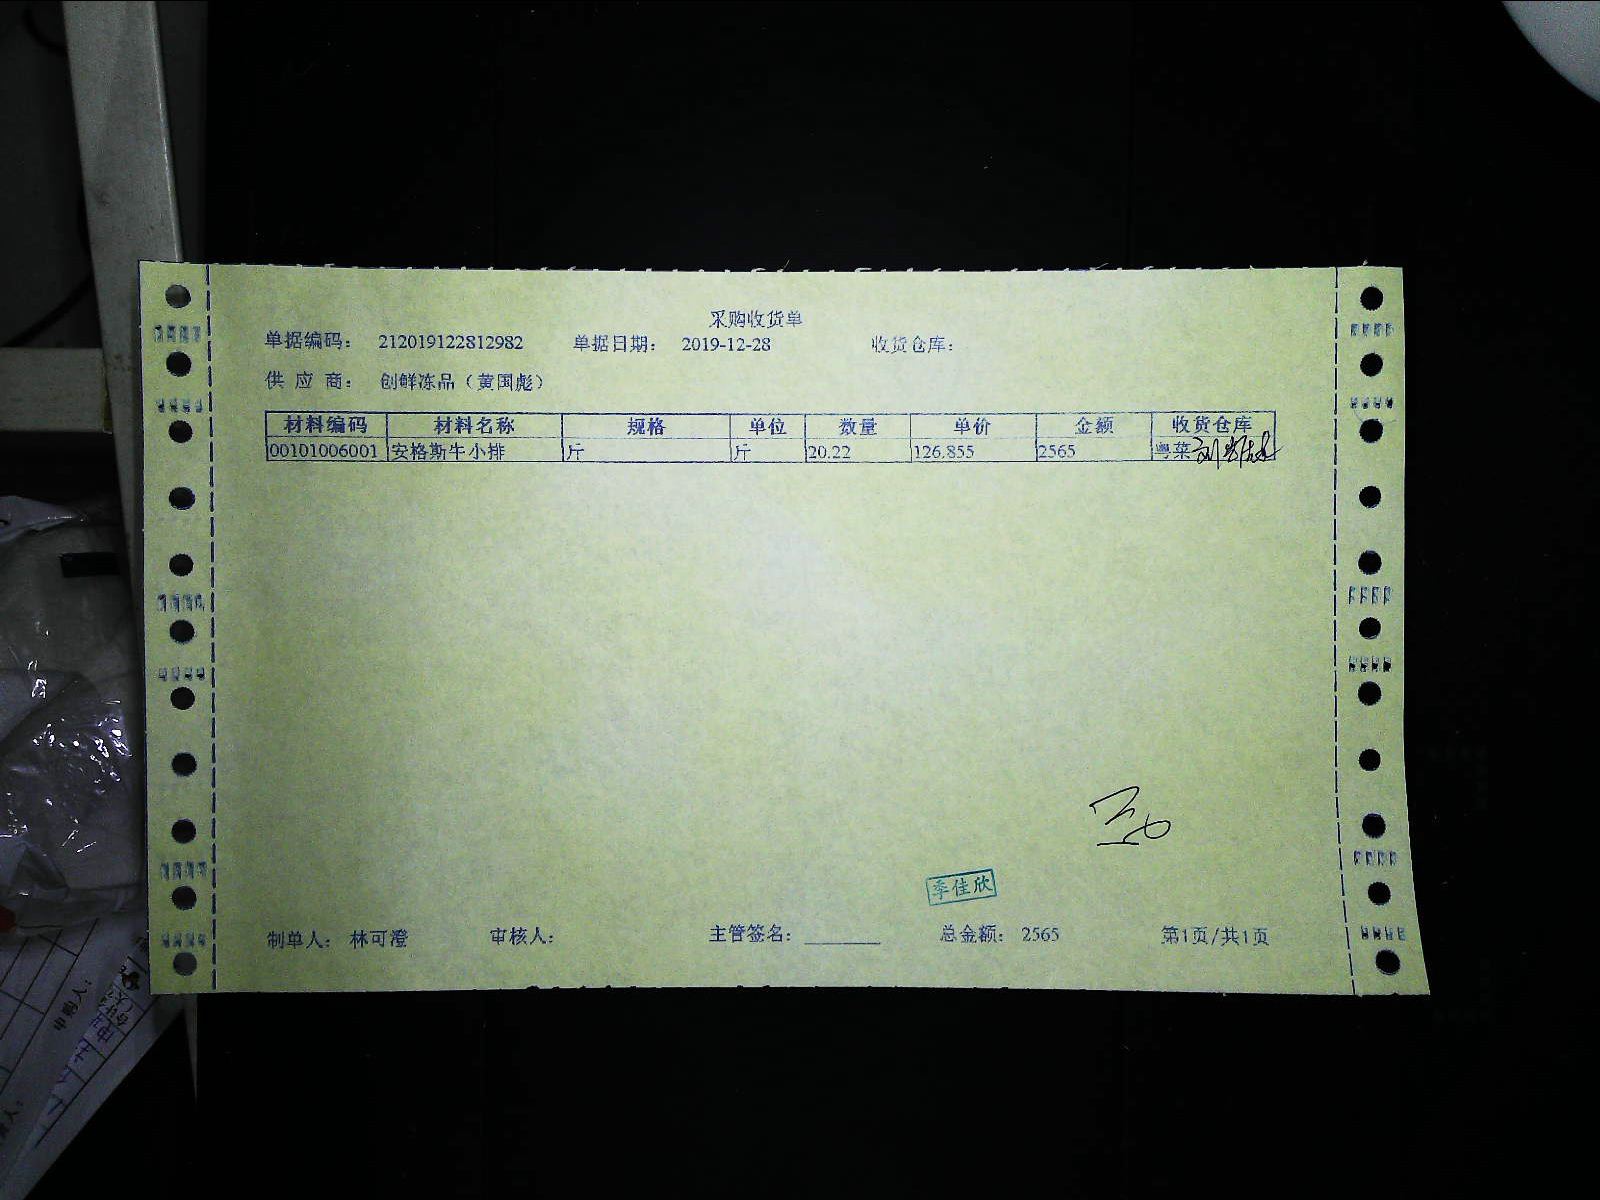 采购收货单
单据编码： 212019122812982 单据日期： 2019-12-28 收货仓库：
供 应 商： 创鲜冻品（黄国彪）
材料编码 材料名称 规格 单位 数量 单价 金额 收货仓库
00101006001 安格斯牛小排 斤 斤 20.22 126.855 2565 粤菜
季佳欣
制单人： 林可澄 审核人： 主管签名： 总金额： 2565 第1页/共1页
申购人：